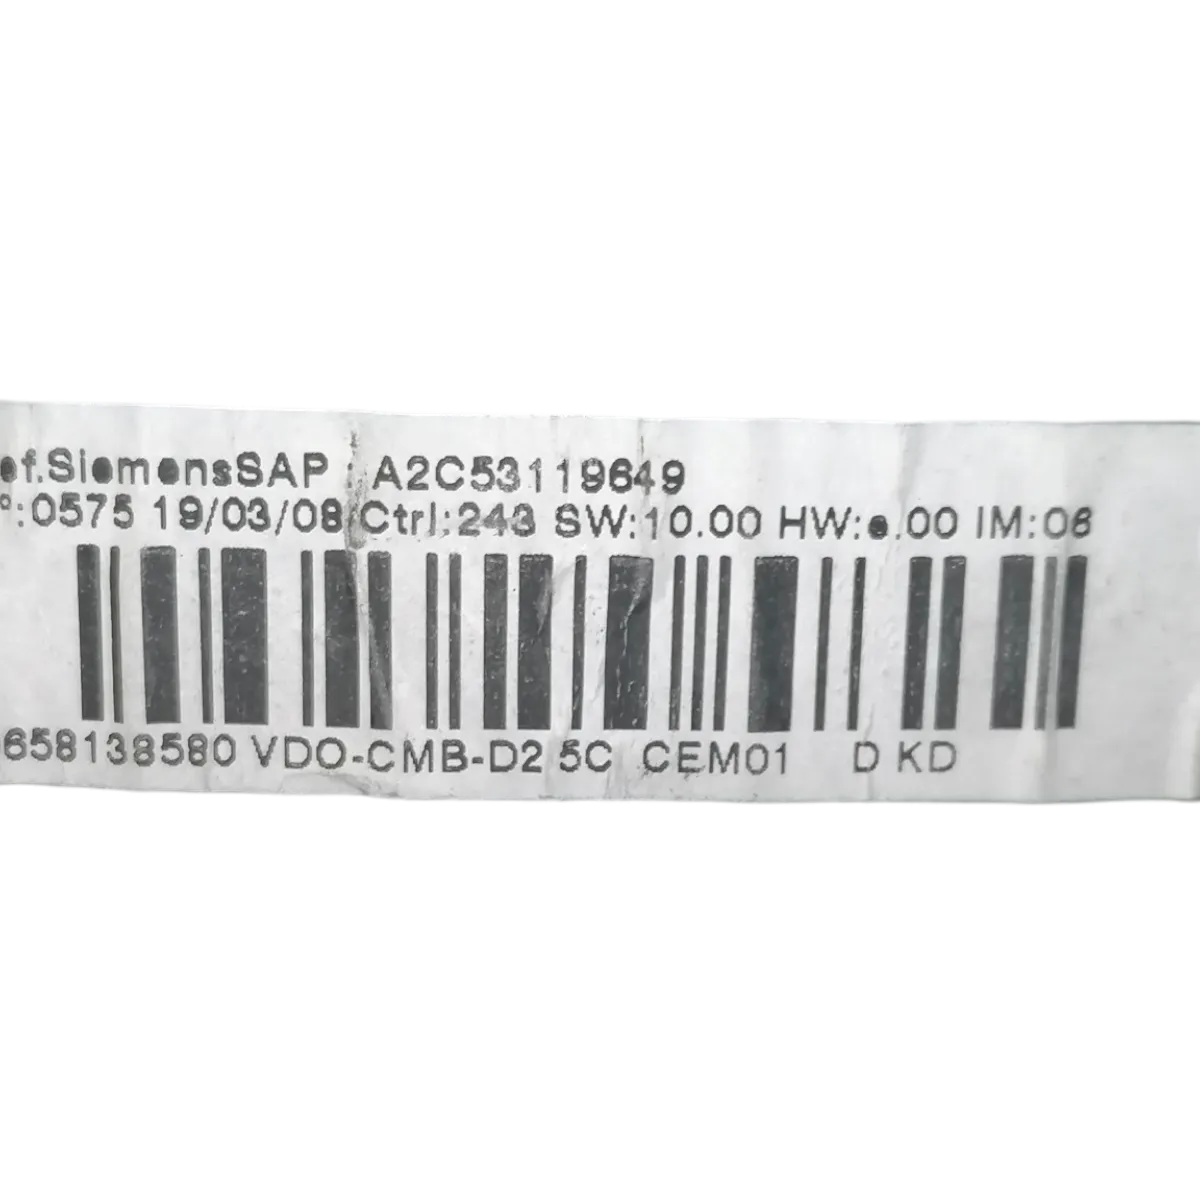 ef.SiemensSAP : A2C53119649
°:0575 19/03/08 Ctrl:243 SW:10.00 HW:e.00 IM:06
9658138580 VDO-CMB-D2 5C CEM01 D KD